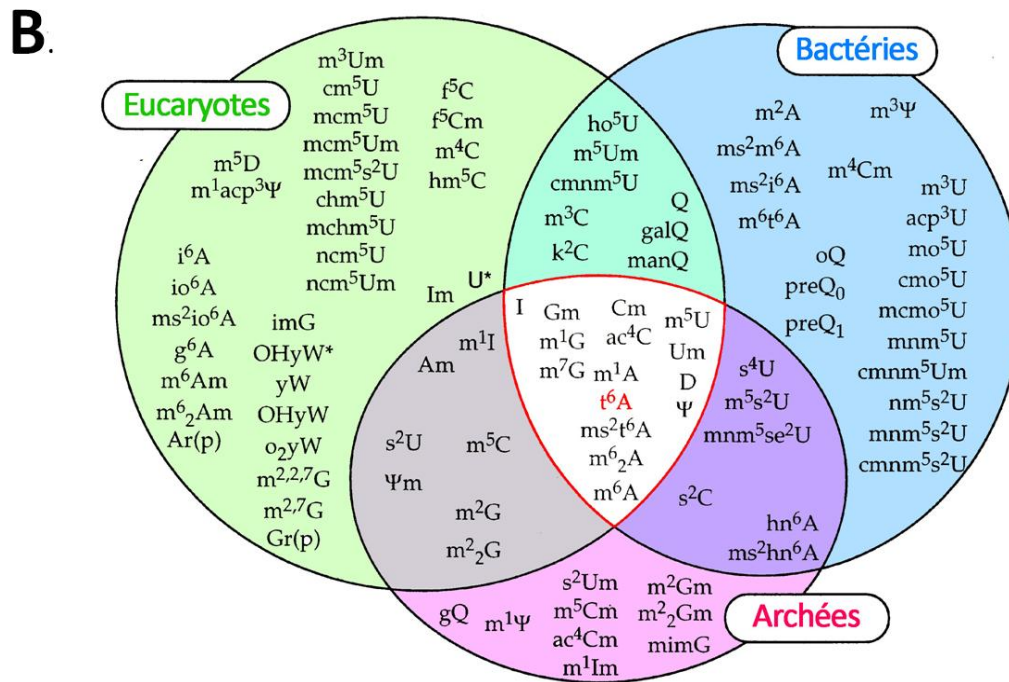 B.
Eucaryotes
Bactéries
Archées
m³Um
cm⁵U
mcm⁵U
mcm⁵Um
mcm⁵s²U
chm⁵U
mchm⁵U
ncm⁵U
ncm⁵Um
f⁵C
f⁵Cm
m⁴C
hm⁵C
m⁵D
m¹acp³Ψ
i⁶A
io⁶A
ms²io⁶A
g⁶A
m⁶Am
m⁶₂Am
Ar(p)
imG
OHyW*
yW
OHyW
o₂yW
m²,²,⁷G
m²,⁷G
Gr(p)
Im
U*
ho⁵U
m⁵Um
cmnm⁵U
m³C
k²C
Q
galQ
manQ
m²A
ms²m⁶A
ms²i⁶A
m⁶t⁶A
m³Ψ
m⁴Cm
m³U
acp³U
mo⁵U
cmo⁵U
mcmo⁵U
mnm⁵U
cmnm⁵Um
nm⁵s²U
mnm⁵s²U
cmnm⁵s²U
oQ
preQ₀
preQ₁
I
Gm
m¹G
m⁷G
Cm
ac⁴C
m¹A
t⁶A
ms²t⁶A
m⁶₂A
m⁶A
m⁵U
Um
D
Ψ
m¹I
Am
s²U
m⁵C
Ψm
m²G
m²₂G
s⁴U
m⁵s²U
mnm⁵se²U
s²C
hn⁶A
ms²hn⁶A
gQ
m¹Ψ
s²Um
m⁵Cm
ac⁴Cm
m¹Im
m²Gm
m²₂Gm
mimG